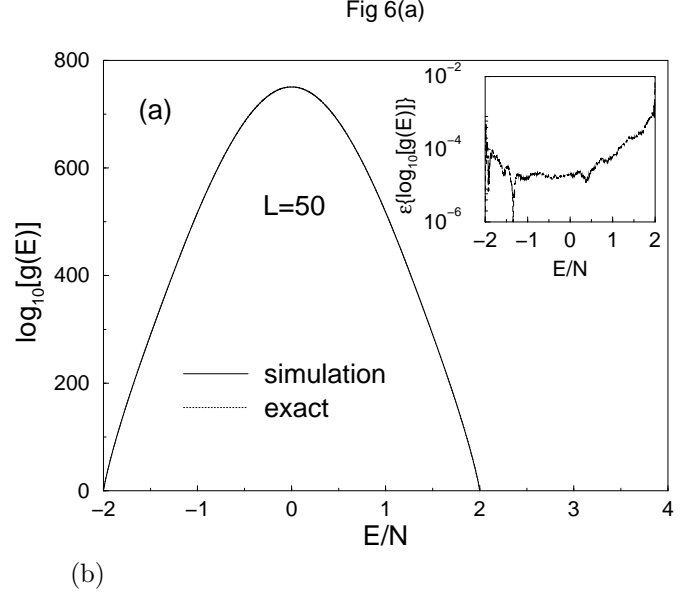 Fig 6(a)
800
600
400
200
0
log₁₀[g(E)]
(a)
L=50
simulation
exact
−2
−1
0
1
2
3
4
E/N
10⁻²
10⁻⁴
10⁻⁶
ε{log₁₀[g(E)]}
−2
−1
0
1
2
E/N
(b)